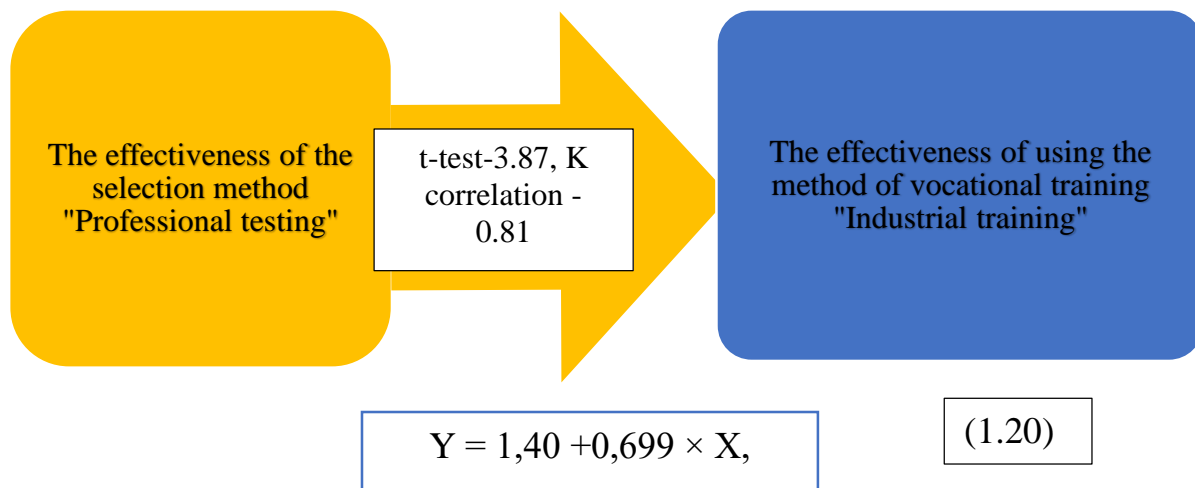 The effectiveness of the
selection method
"Professional testing"
t-test-3.87, K
correlation -
0.81
The effectiveness of using the
method of vocational training
"Industrial training"
Y = 1,40 +0,699 × X,
(1.20)